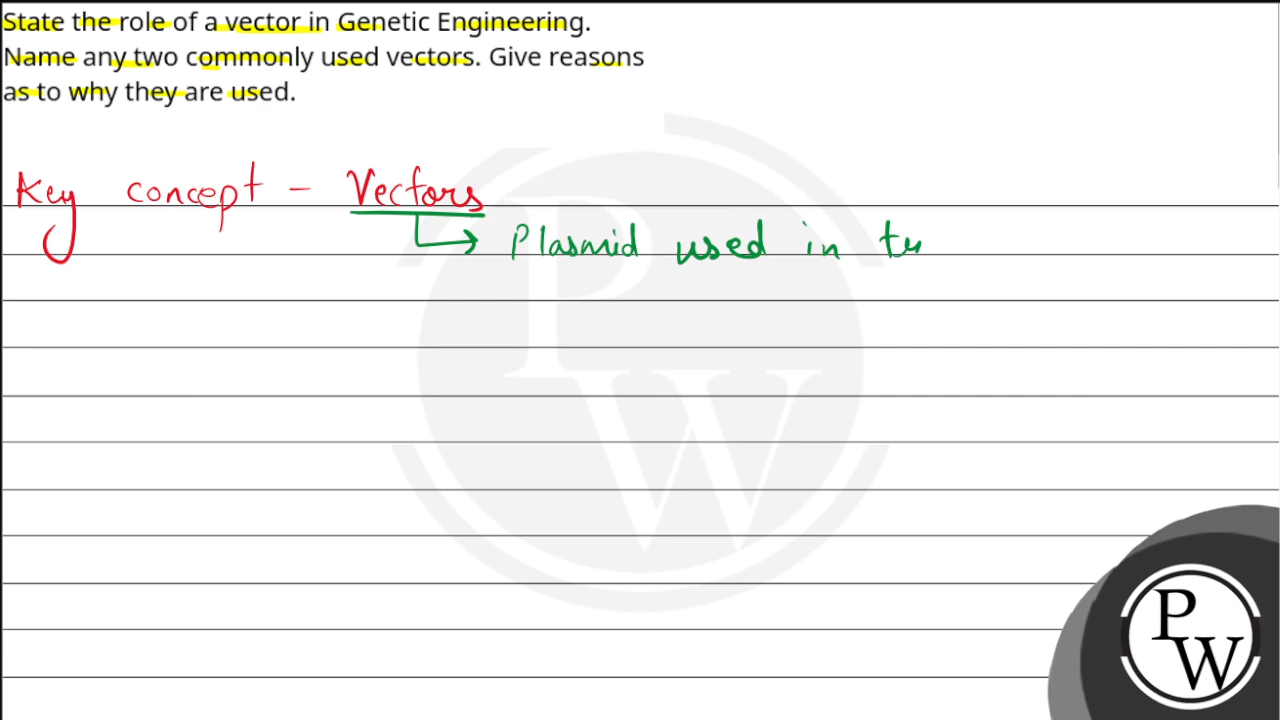 State the role of a vector in Genetic Engineering.
Name any two commonly used vectors. Give reasons
as to why they are used.
Key concept - Vectors
Plasmid used in
P
W
P
W